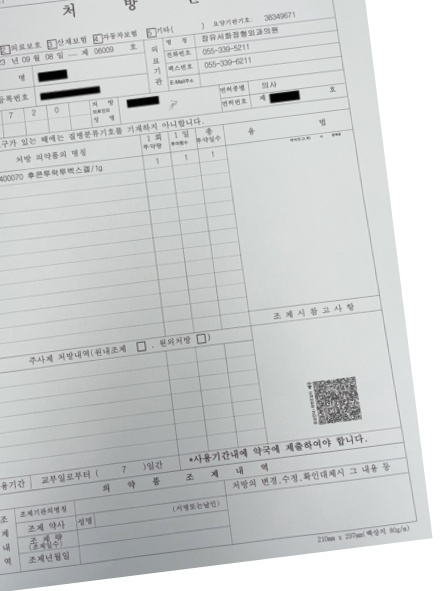 처 방
의료보호 3 산재보험 4 자동차보험 5 기타( ) 요양기관기호: 38349671
23 년 09 월 08 일 — 제 06009 호
의료기관
명 칭 장유서화정형외과의원
전화번호 055-339-5211
팩스번호 055-339-6211
E-Mail주소
명
등록번호
7 2 0
처 방 의료인의 성 명
면허종별 의사
면허번호 제 호
구가 있는 때에는 질병분류기호를 기재하지 아니합니다.
처방 의약품의 명칭
1 회 투약량
1 일 투여횟수
총 투약일수
용 법
400070 후콘투럭투벡스겔/1g 1 1 1
조 제 시 참 고 사 항
주사제 처방내역(원내조제 □ , 원외처방 □)
사용기간 교부일로부터 ( 7 )일간 *사용기간내에 약국에 제출하여야 합니다.
의 약 품 조 제 내 역
조 제 내 역
조제기관의명칭
처방의 변경,수정,확인대체시 그 내용 등
조제 약사 성명 (서명또는날인)
조 제 량
(조제일수)
조제년월일
210mm x 297mm(백상지 80g/m)